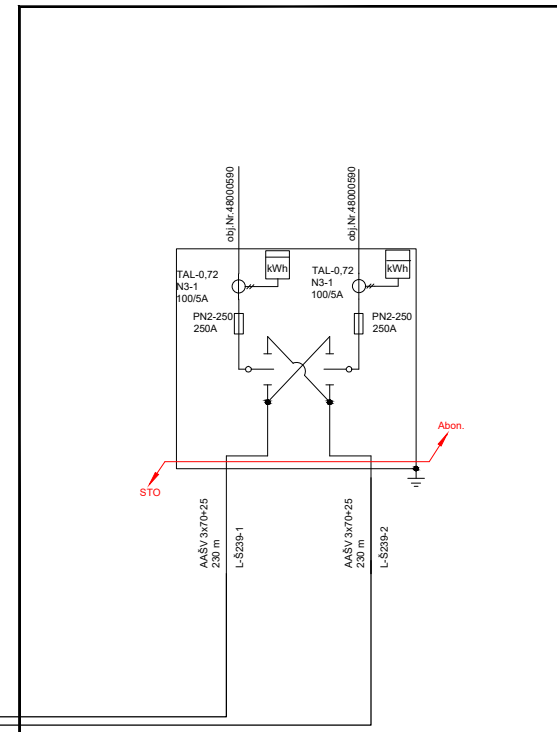 obj.Nr.48000590
obj.Nr.48000590
kWh
kWh
TAL-0,72
N3-1
100/5A
TAL-0,72
N3-1
100/5A
PN2-250
250A
PN2-250
250A
Abon.
STO
AAŠV 3x70+25
230 m
L-Š239-1
AAŠV 3x70+25
230 m
L-Š239-2